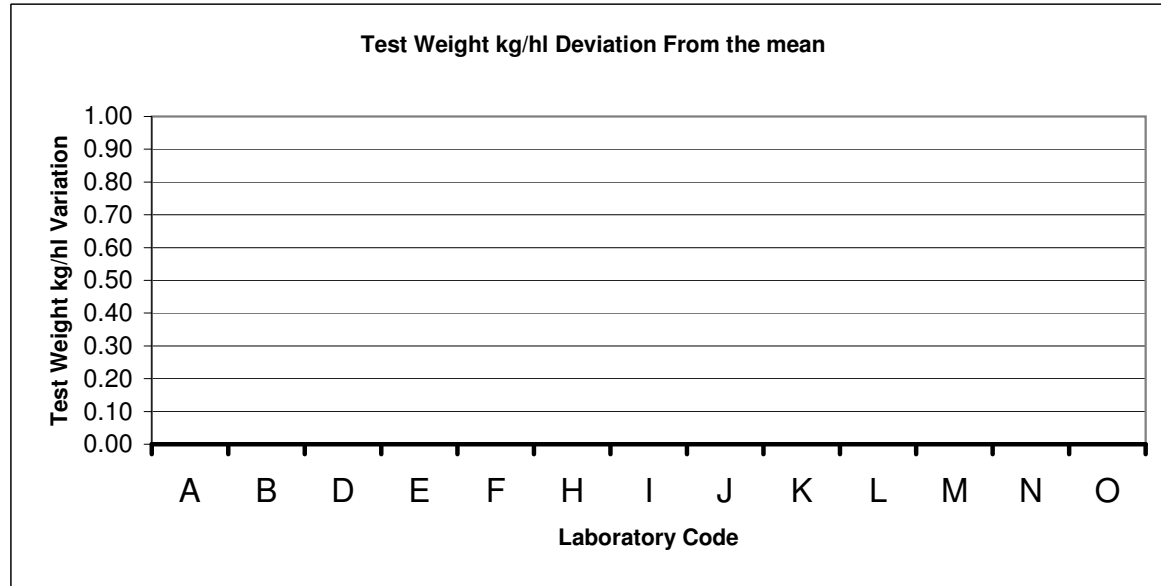 Test Weight kg/hl Deviation From the mean
Test Weight kg/hl Variation
1.00
0.90
0.80
0.70
0.60
0.50
0.40
0.30
0.20
0.10
0.00
A B D E F H I J K L M N O
Laboratory Code